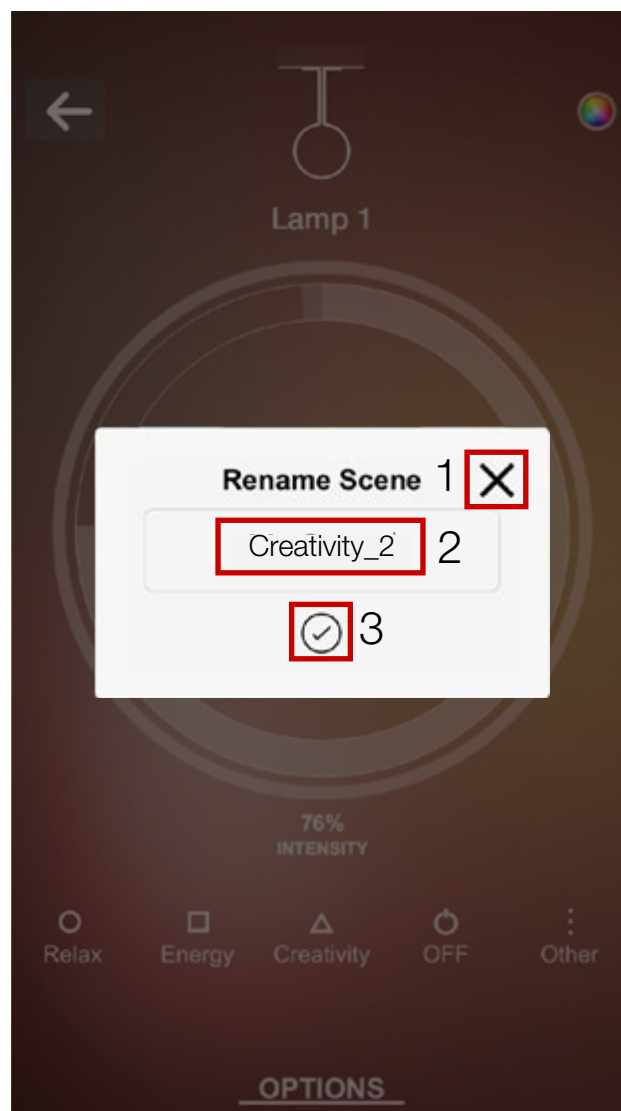 Lamp 1
Rename Scene 1
Creativity_2 2
3
76%
INTENSITY
Relax Energy Creativity OFF Other
OPTIONS